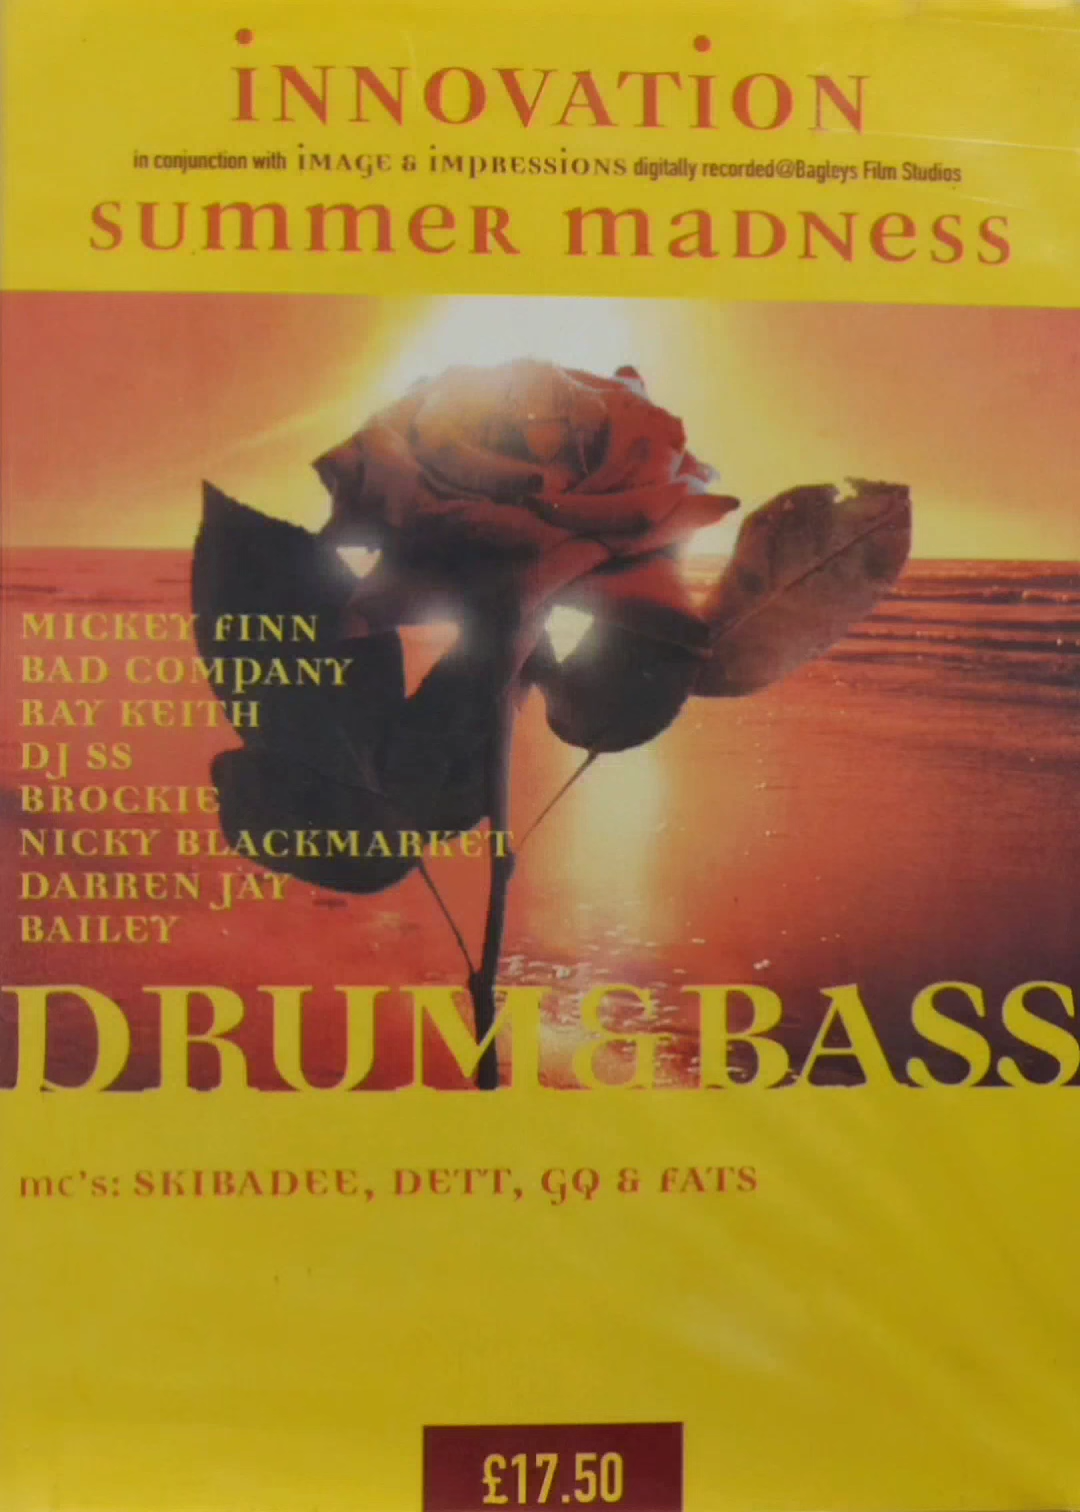 iNNOVATiON
in conjunction with iMAGE & iMPRESSiONS digitally recorded@Bagleys Film Studios
summer madness
MICKEY FINN
BAD COMPANY
RAY KEITH
DJ SS
BROCKIE
NICKY BLACKMARKET
DARREN JAY
BAILEY
DRUM&BASS
mc's: SKIBADEE, DETT, GQ & FATS
£17.50